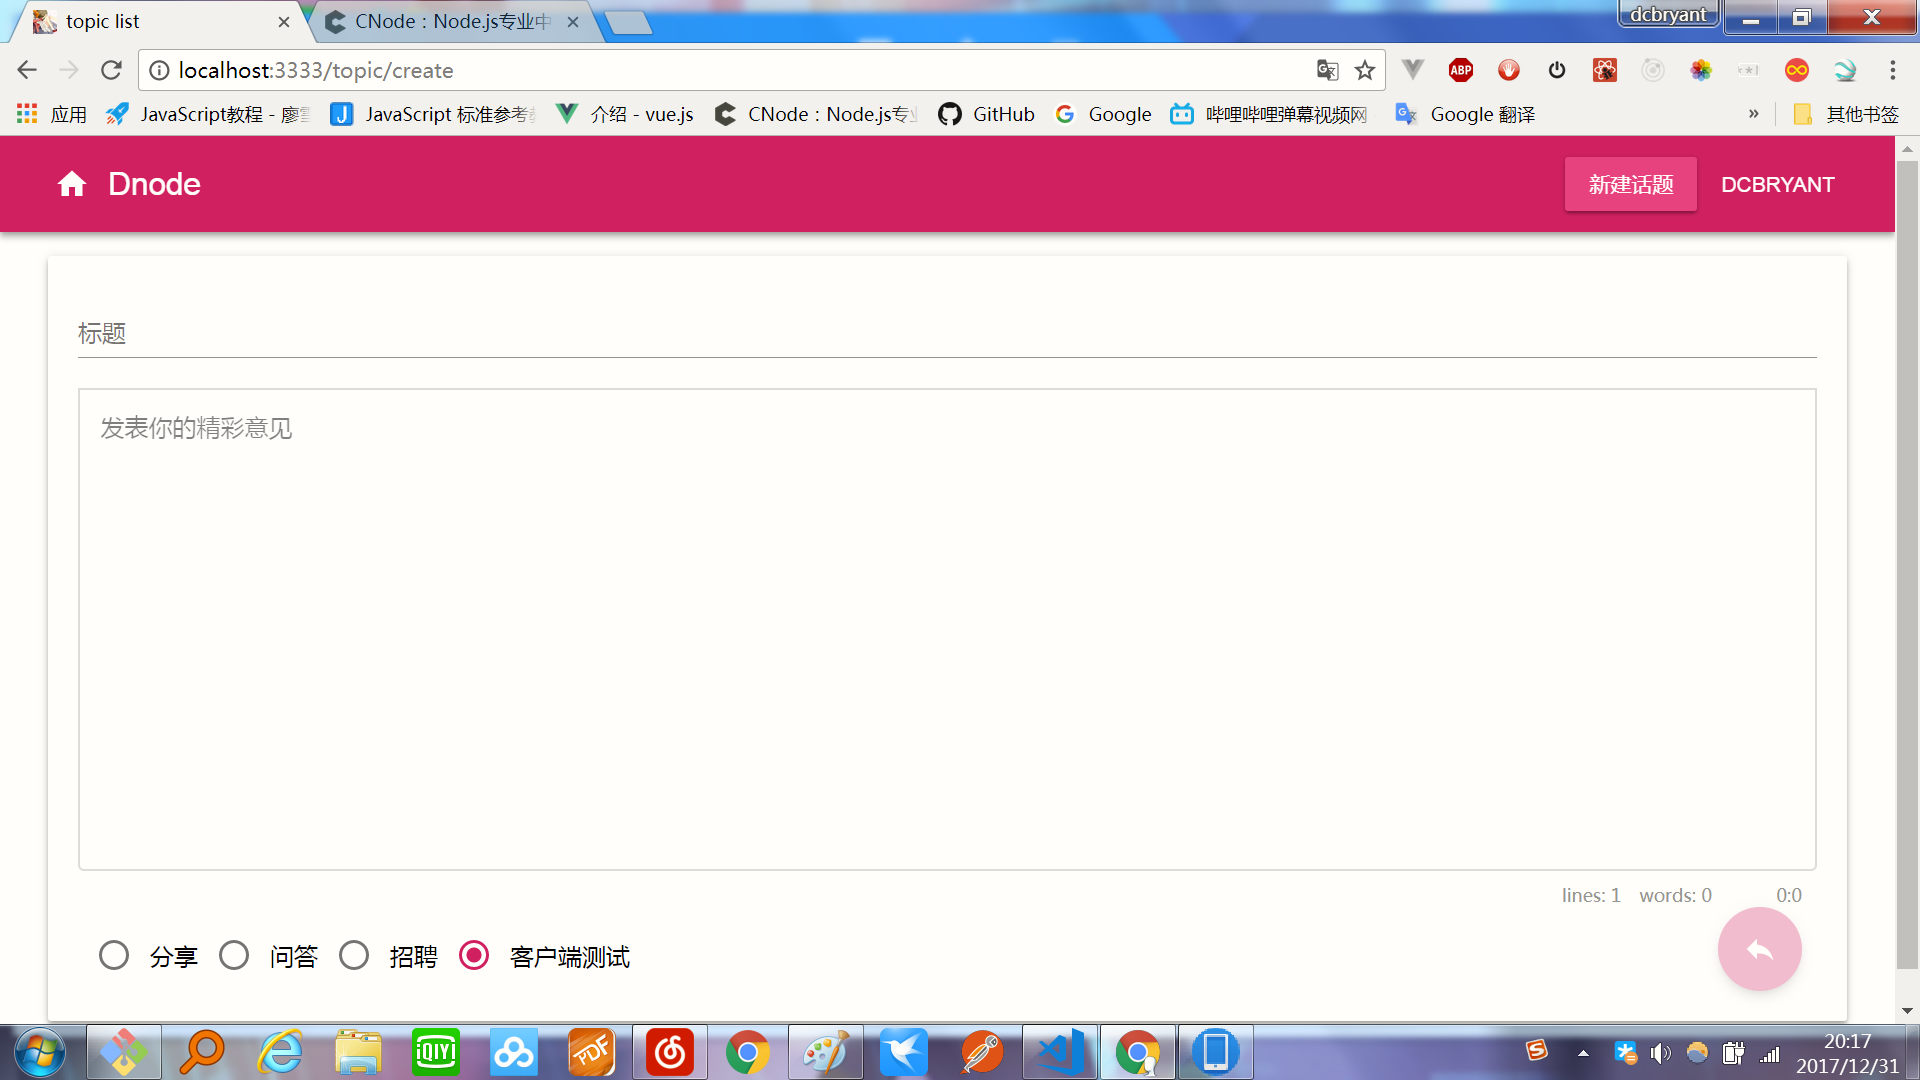 topic list
CNode：Node.js专业中
dcbryant
localhost:3333/topic/create
ABP
应用
JavaScript教程 - 廖雪
J
JavaScript 标准参考
介绍 - vue.js
CNode：Node.js专业
GitHub
Google
哔哩哔哩弹幕视频网
Google 翻译
»
其他书签
Dnode
新建话题
DCBRYANT
标题
发表你的精彩意见
lines: 1 words: 0 0:0
分享
问答
招聘
客户端测试
iQIYI
PDF
20:17
2017/12/31